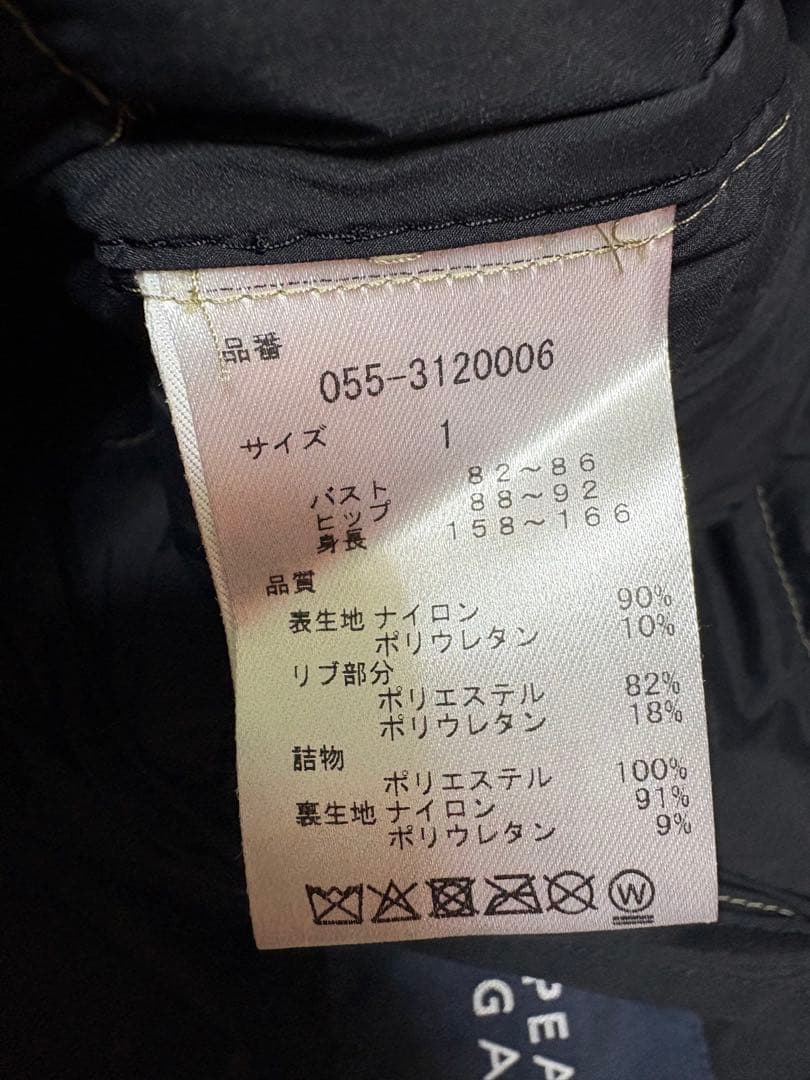 品番
055-3120006
サイズ 1
バスト 82～86
ヒップ 88～92
身長 158～166
品質
表生地 ナイロン 90%
ポリウレタン 10%
リブ部分
ポリエステル 82%
ポリウレタン 18%
詰物
ポリエステル 100%
裏生地 ナイロン 91%
ポリウレタン 9%
W
PEA
GA